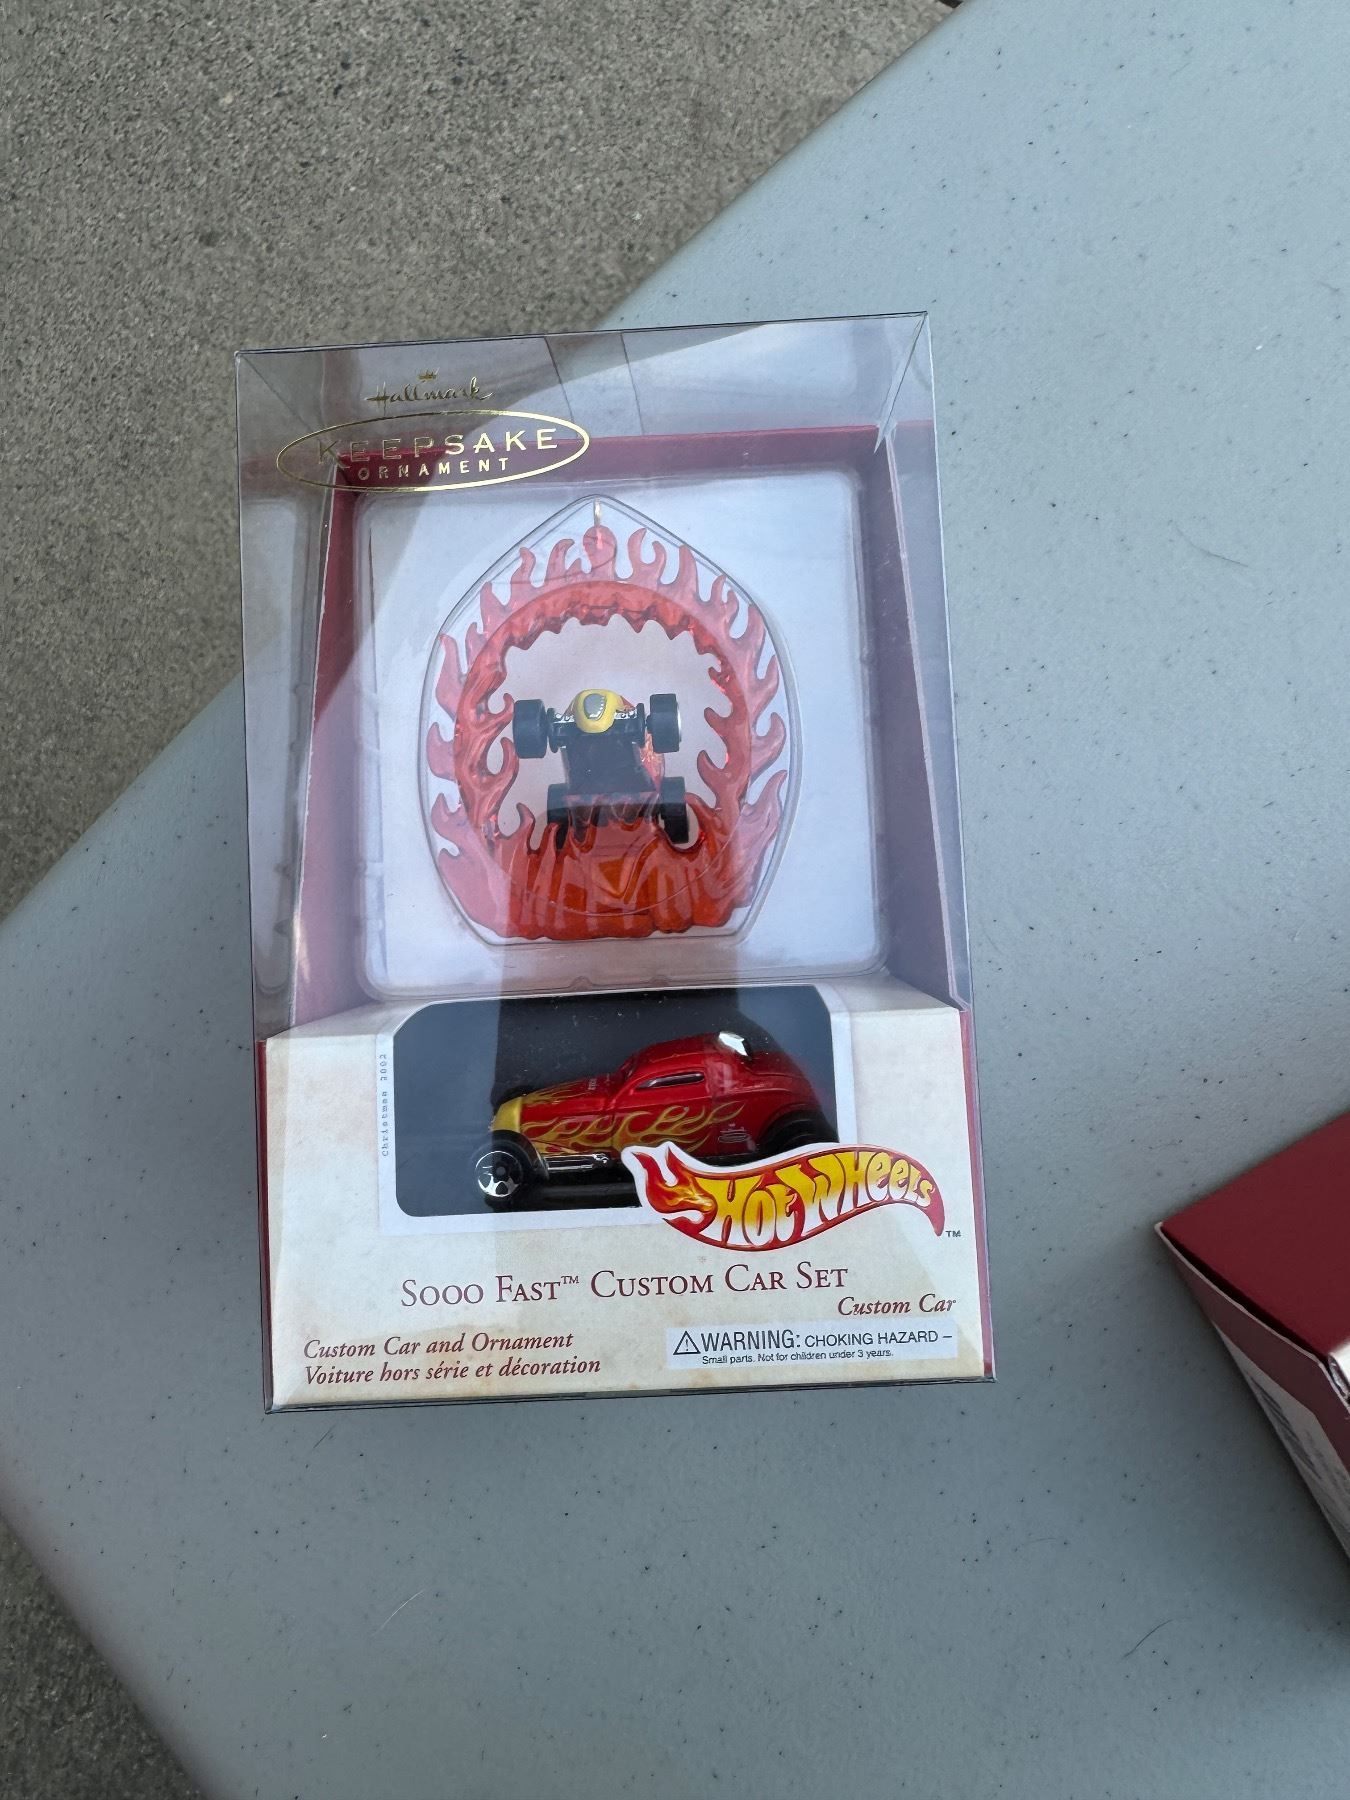 Hallmark
KEEPSAKE
ORNAMENT
Christmas 2002
HOT WHEELS ™
SOOO FAST™ CUSTOM CAR SET
Custom Car
Custom Car and Ornament
Voiture hors série et décoration
WARNING: CHOKING HAZARD –
Small parts. Not for children under 3 years.